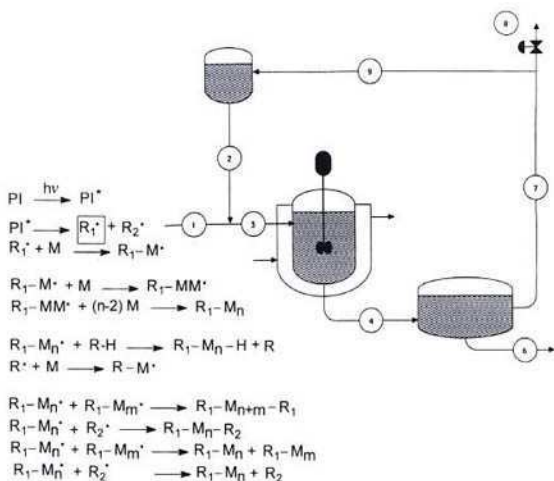 8
9
2
7
PI hν → PI*
PI* → R₁• + R₂•
1
3
R₁• + M → R₁–M•
R₁–M• + M → R₁–MM•
R₁–MM• + (n-2) M → R₁–Mₙ
4
6
R₁–Mₙ• + R-H → R₁–Mₙ–H + R
R• + M → R–M•
R₁–Mₙ• + R₁–Mₘ• → R₁–Mₙ₊ₘ–R₁
R₁–Mₙ• + R₂• → R₁–Mₙ–R₂
R₁–Mₙ• + R₁–Mₘ• → R₁–Mₙ + R₁–Mₘ
R₁–Mₙ• + R₂• → R₁–Mₙ + R₂